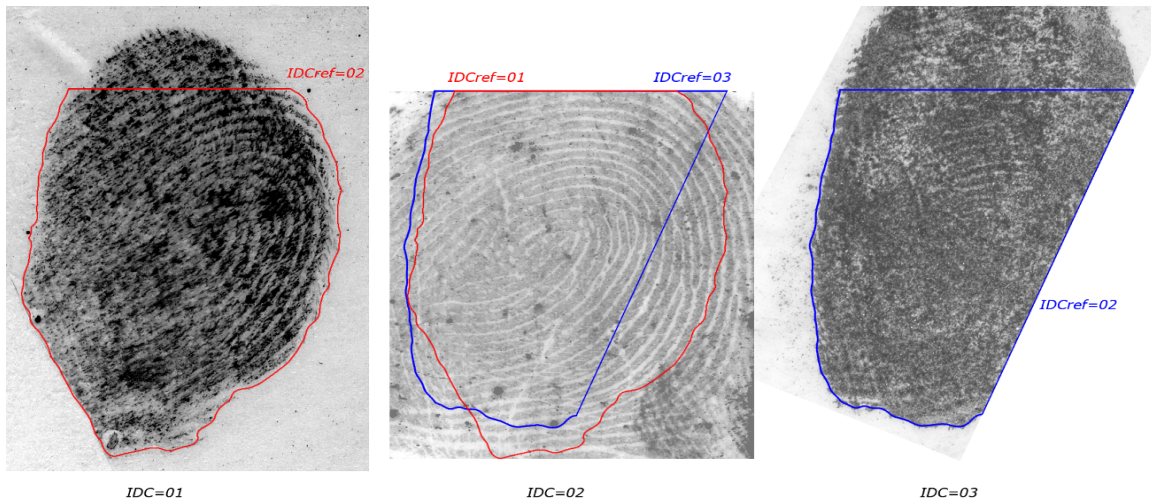 IDCref=02
IDCref=01
IDCref=03
IDCref=02
IDC=01
IDC=02
IDC=03